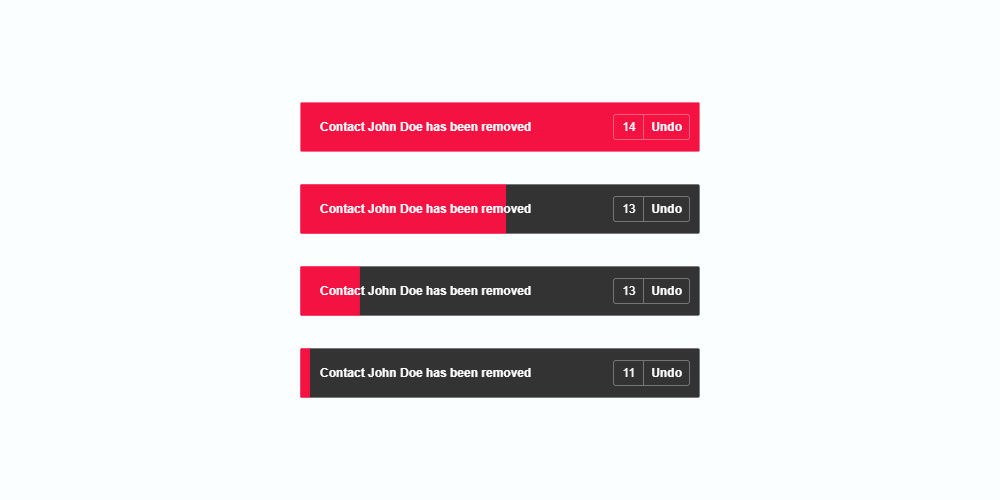 Contact John Doe has been removed 14 Undo
Contact John Doe has been removed 13 Undo
Contact John Doe has been removed 13 Undo
Contact John Doe has been removed 11 Undo